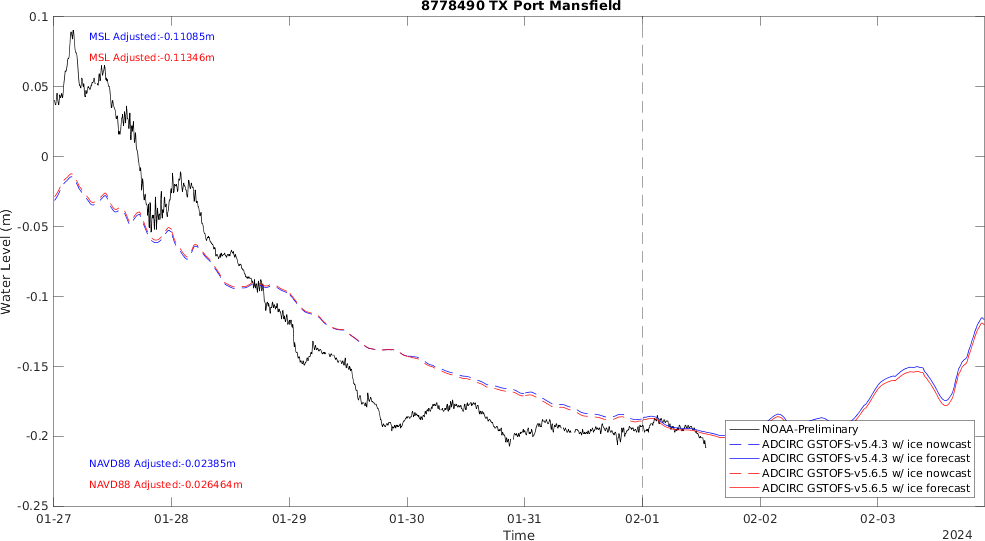 8778490 TX Port Mansfield
0.1
MSL Adjusted:-0.11085m
MSL Adjusted:-0.11346m
0.05
0
-0.05
-0.1
-0.15
-0.2
-0.25
Water Level (m)
NAVD88 Adjusted:-0.02385m
NAVD88 Adjusted:-0.026464m
NOAA-Preliminary
ADCIRC GSTOFS-v5.4.3 w/ ice nowcast
ADCIRC GSTOFS-v5.4.3 w/ ice forecast
ADCIRC GSTOFS-v5.6.5 w/ ice nowcast
ADCIRC GSTOFS-v5.6.5 w/ ice forecast
01-27 01-28 01-29 01-30 01-31 02-01 02-02 02-03
Time
2024